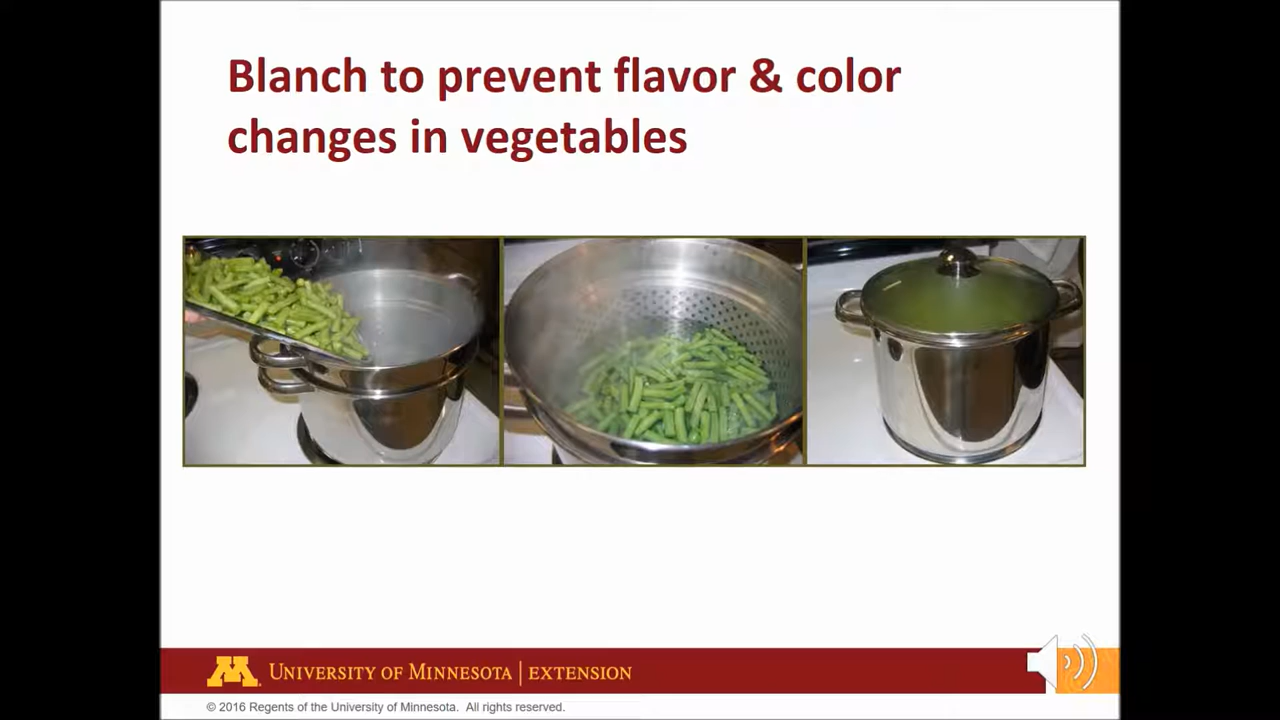 Blanch to prevent flavor & color
changes in vegetables
M
UNIVERSITY OF MINNESOTA | EXTENSION
© 2016 Regents of the University of Minnesota. All rights reserved.